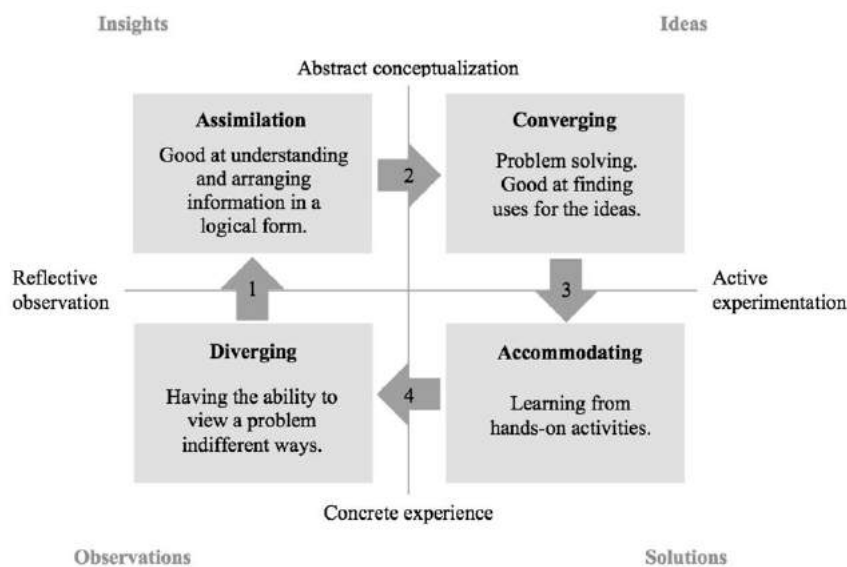 Insights
Ideas
Abstract conceptualization
Assimilation
Good at understanding
and arranging
information in a
logical form.
2
Converging
Problem solving.
Good at finding
uses for the ideas.
Reflective
observation
1
3
Active
experimentation
Diverging
Having the ability to
view a problem
indifferent ways.
4
Accommodating
Learning from
hands-on activities.
Concrete experience
Observations
Solutions